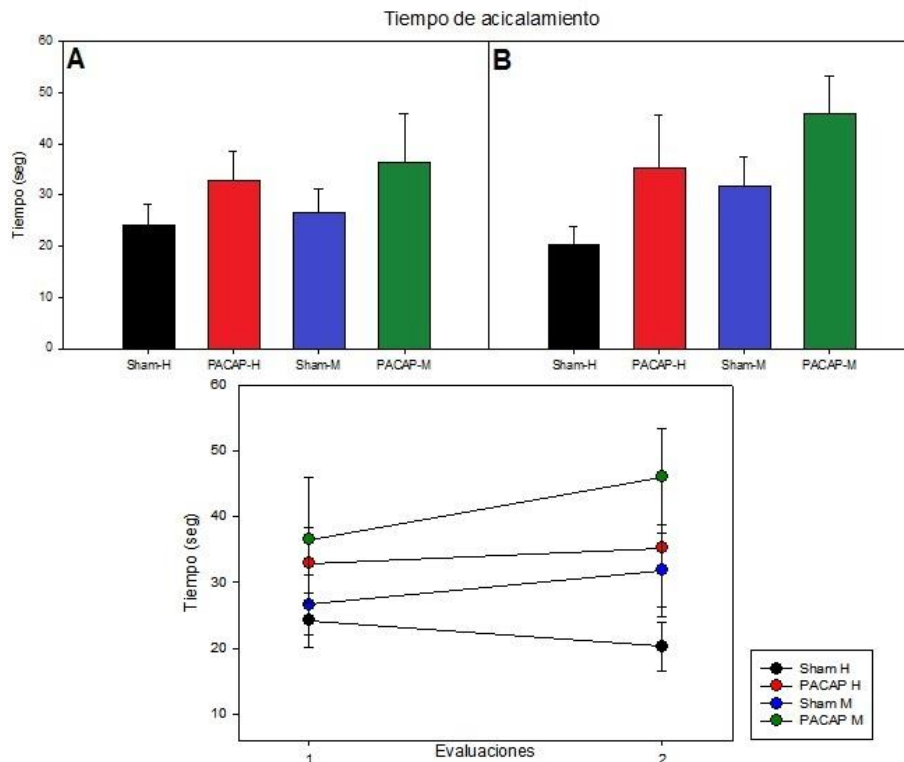 Tiempo de acicalamiento
60
50
40
30
20
10
0
Tiempo (seg)
A
B
Sham-H
PACAP-H
Sham-M
PACAP-M
Sham-H
PACAP-H
Sham-M
PACAP-M
60
50
40
30
20
10
Tiempo (seg)
1
Evaluaciones
2
Sham H
PACAP H
Sham M
PACAP M